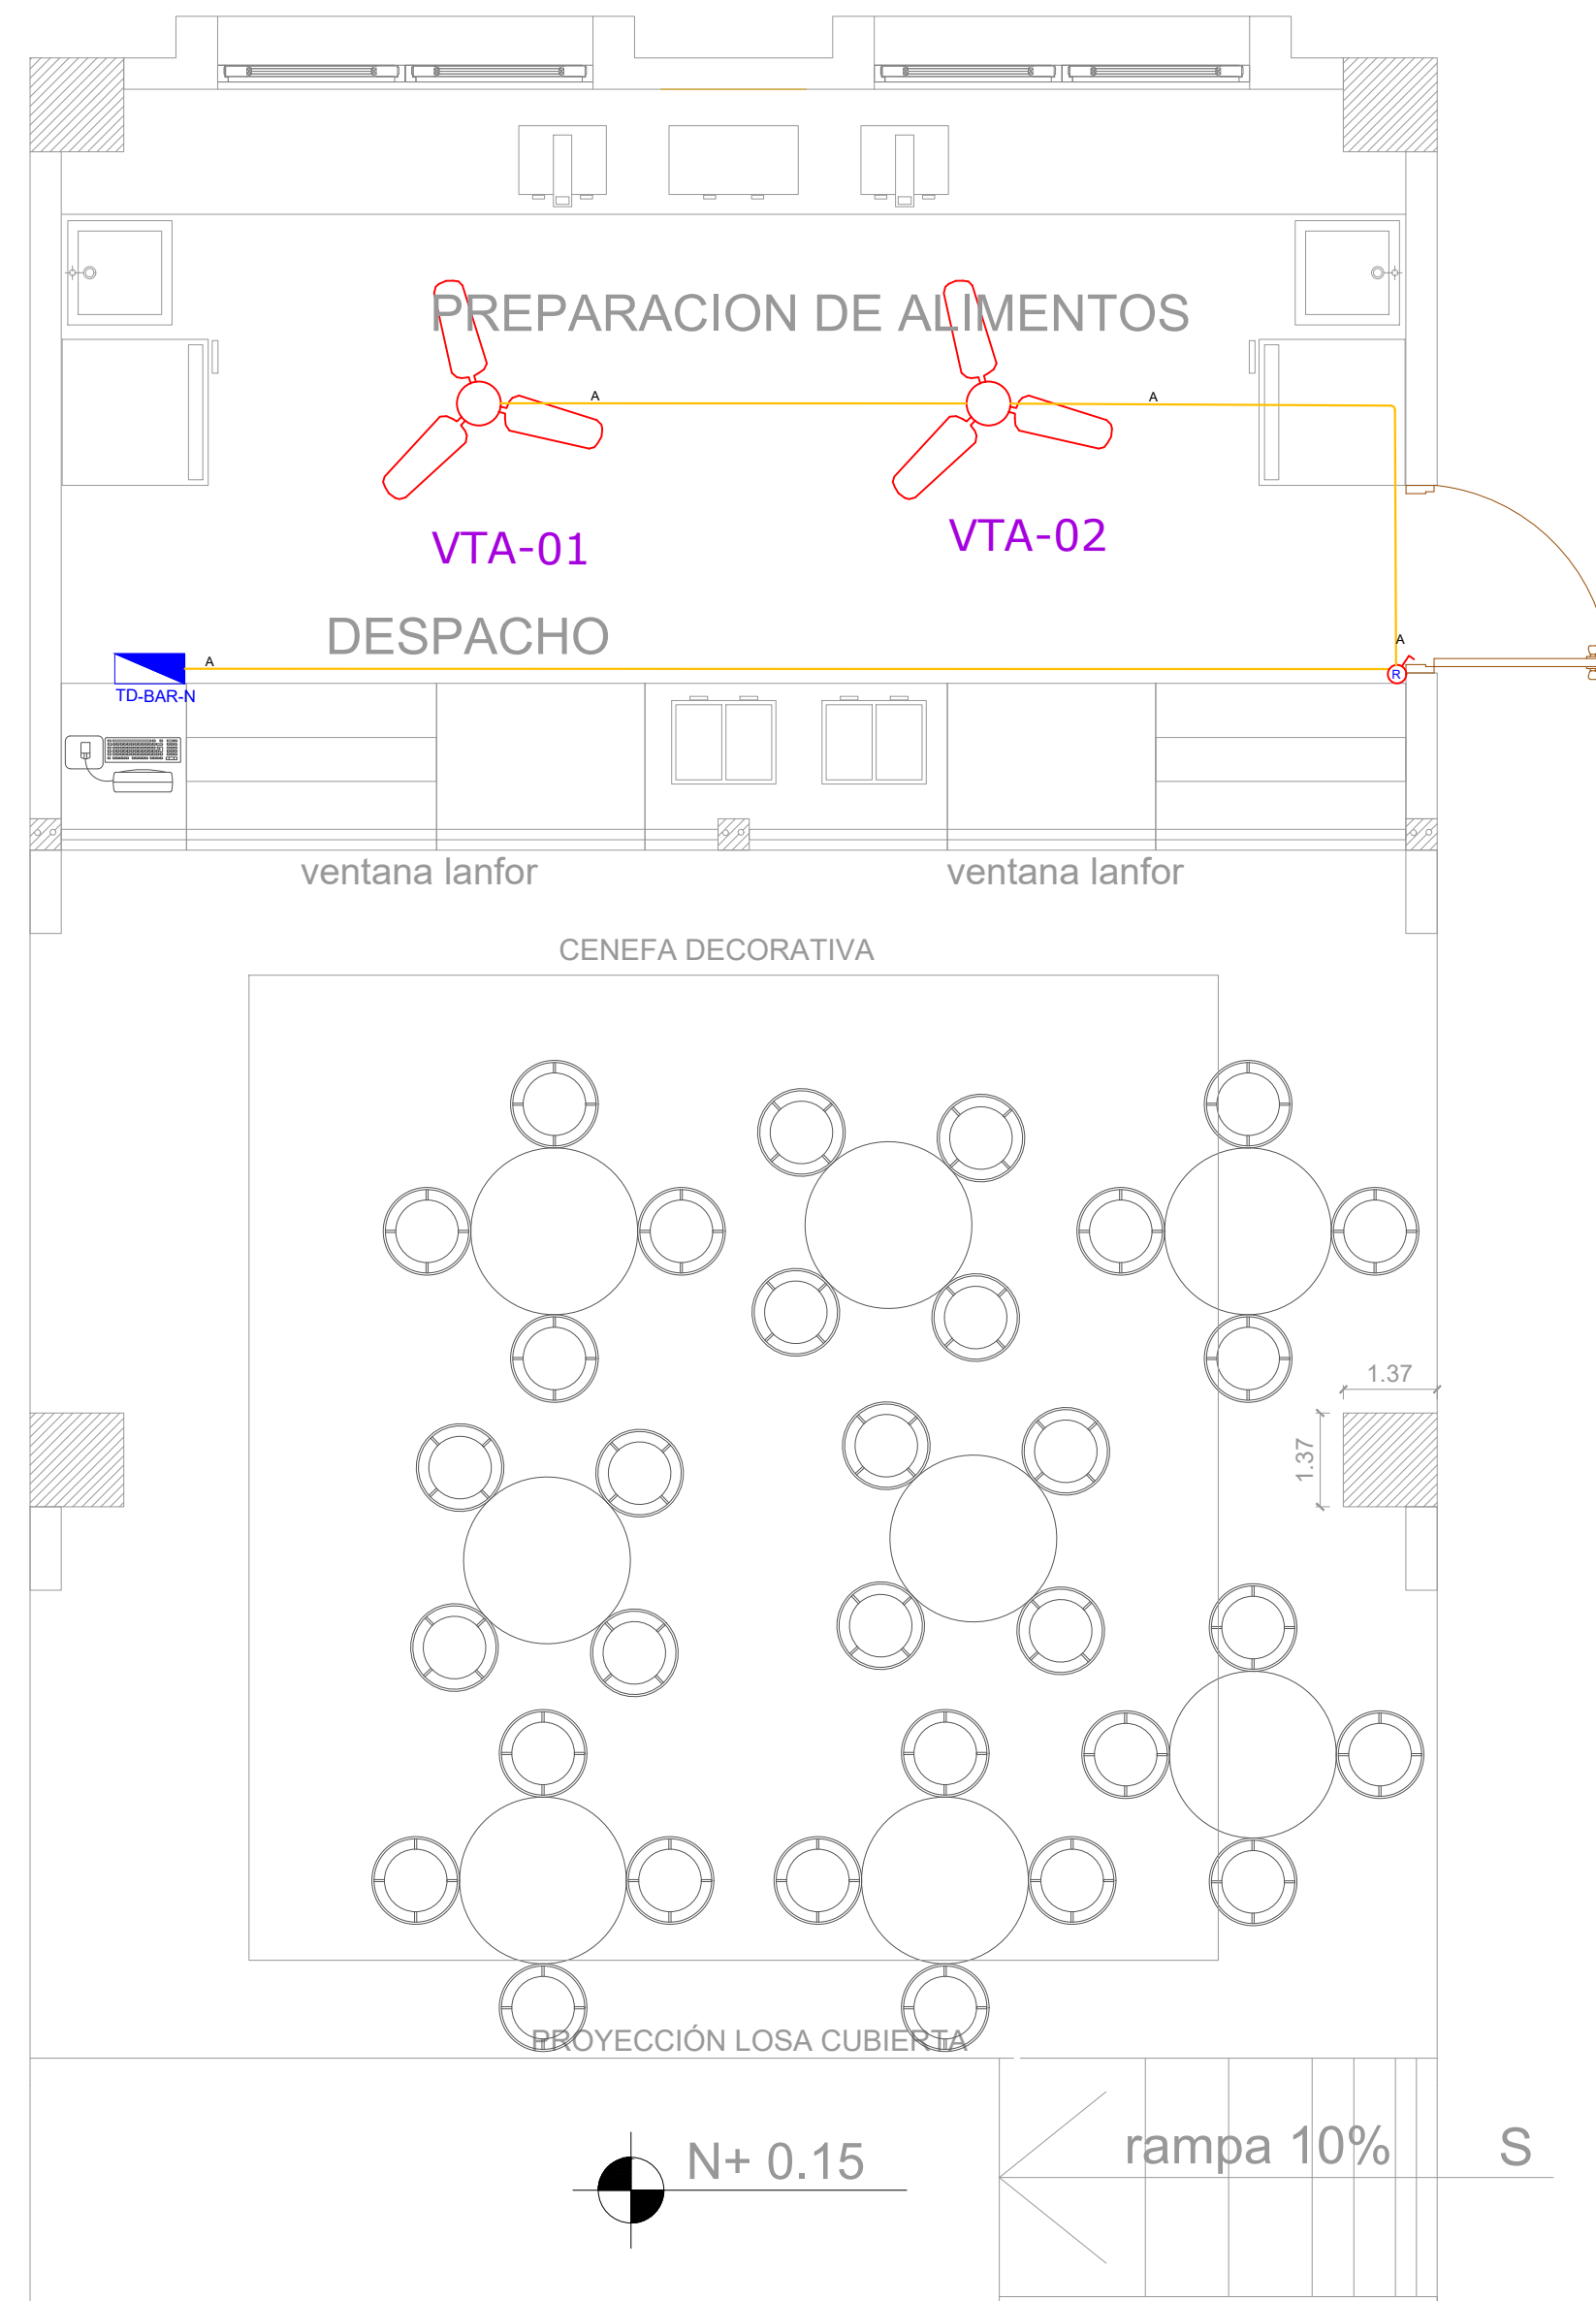 PREPARACION DE ALIMENTOS
A
A
VTA-01
VTA-02
DESPACHO
A
A
R
TD-BAR-N
ventana lanfor
ventana lanfor
CENEFA DECORATIVA
1.37
1.37
PROYECCIÓN LOSA CUBIERTA
N+ 0.15
rampa 10%
S